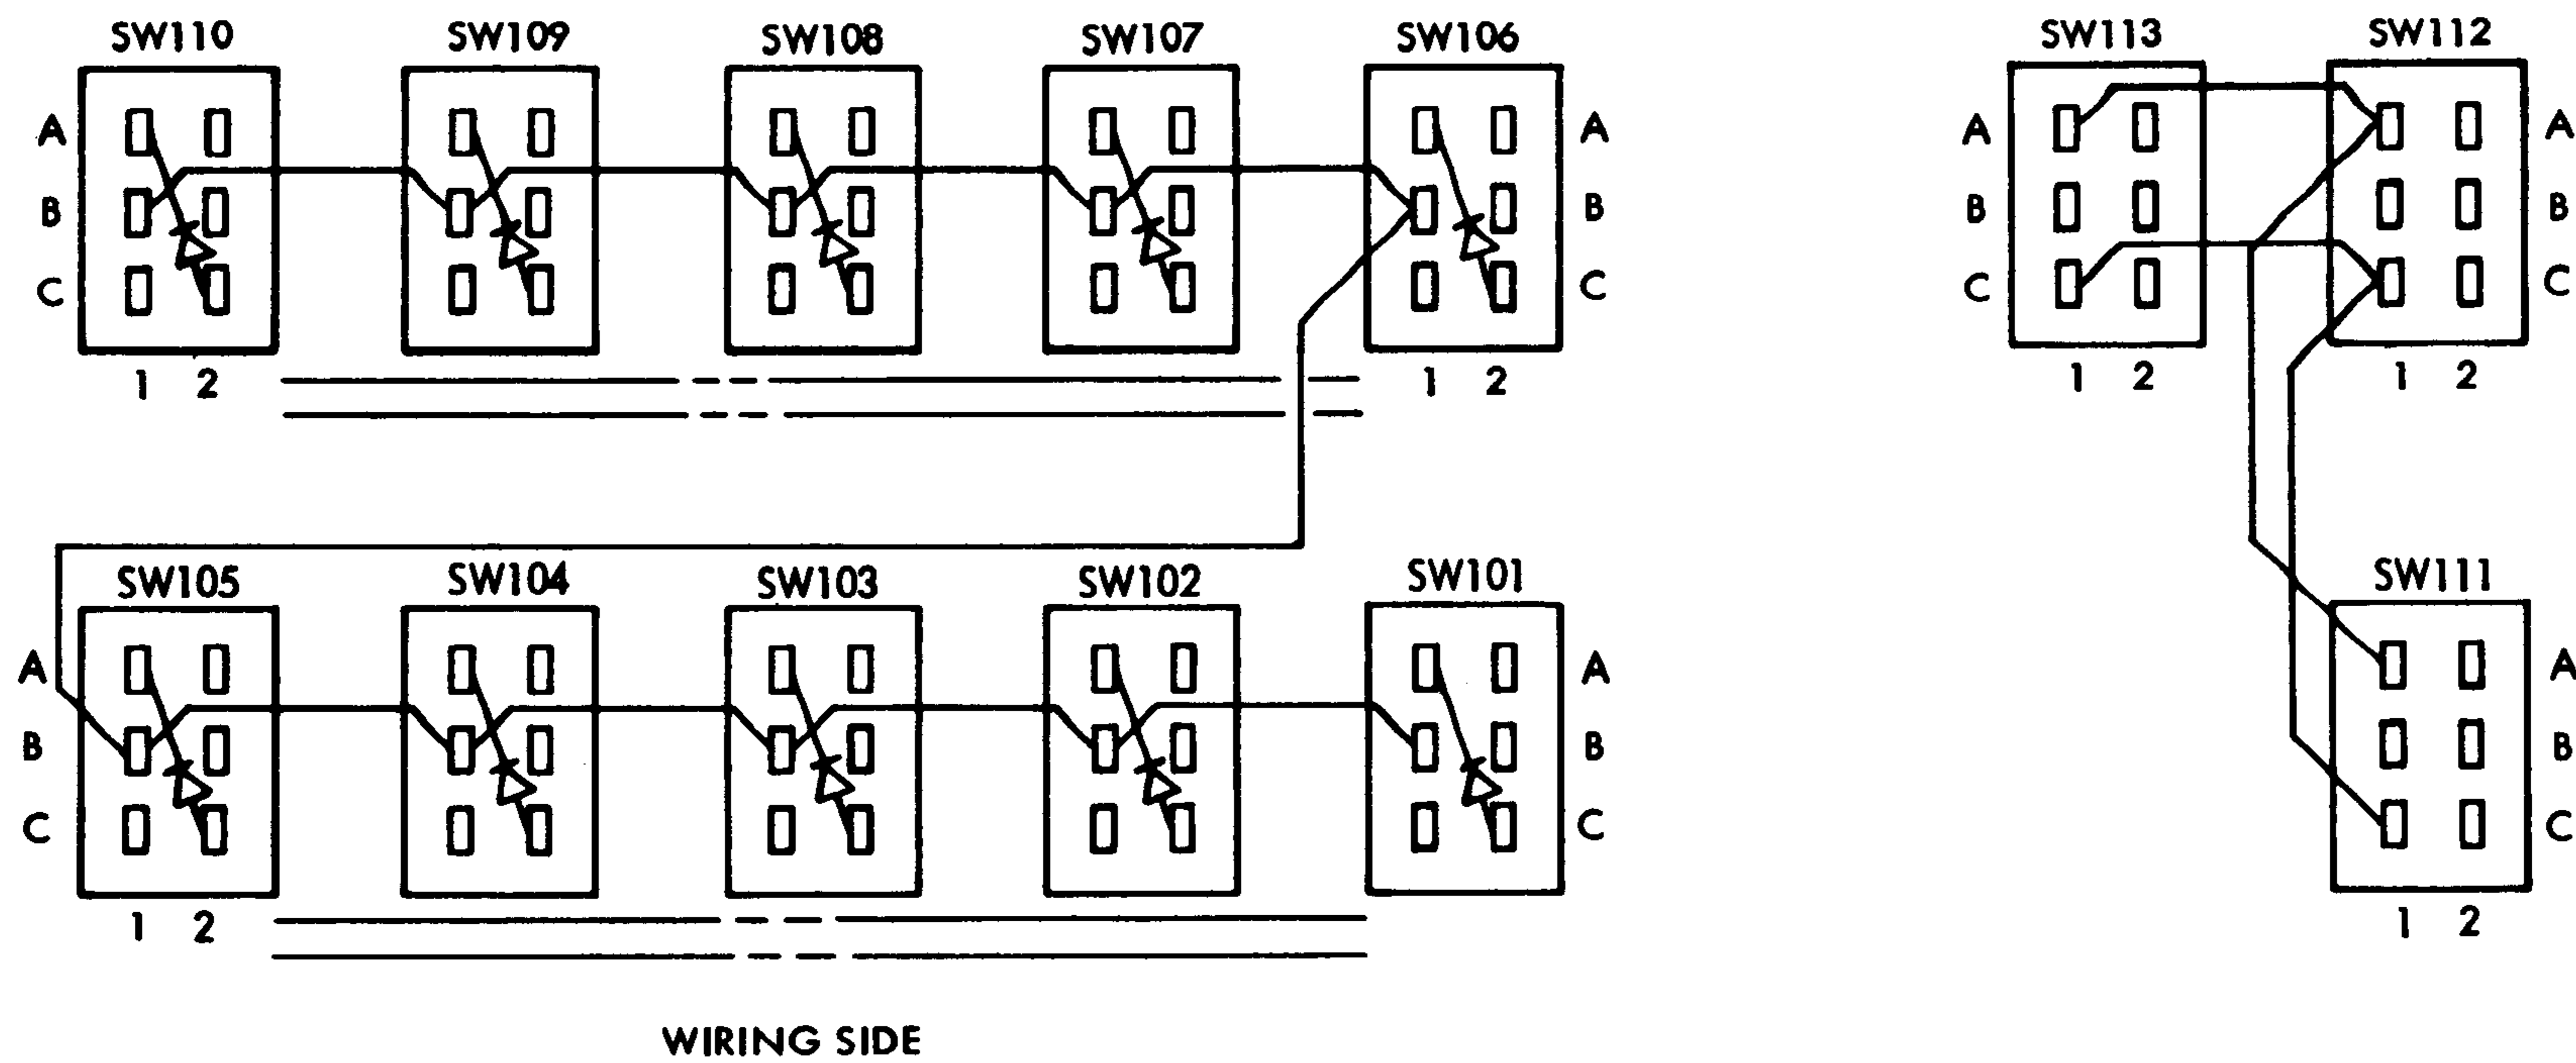 SW110 SW109 SW108 SW107 SW106 SW113 SW112
A A A A
B B B B
C C C C
1 2 1 2 1 2 1 2
SW105 SW104 SW103 SW102 SW101 SW111
A A A
B B B
C C C
1 2 1 2
WIRING SIDE